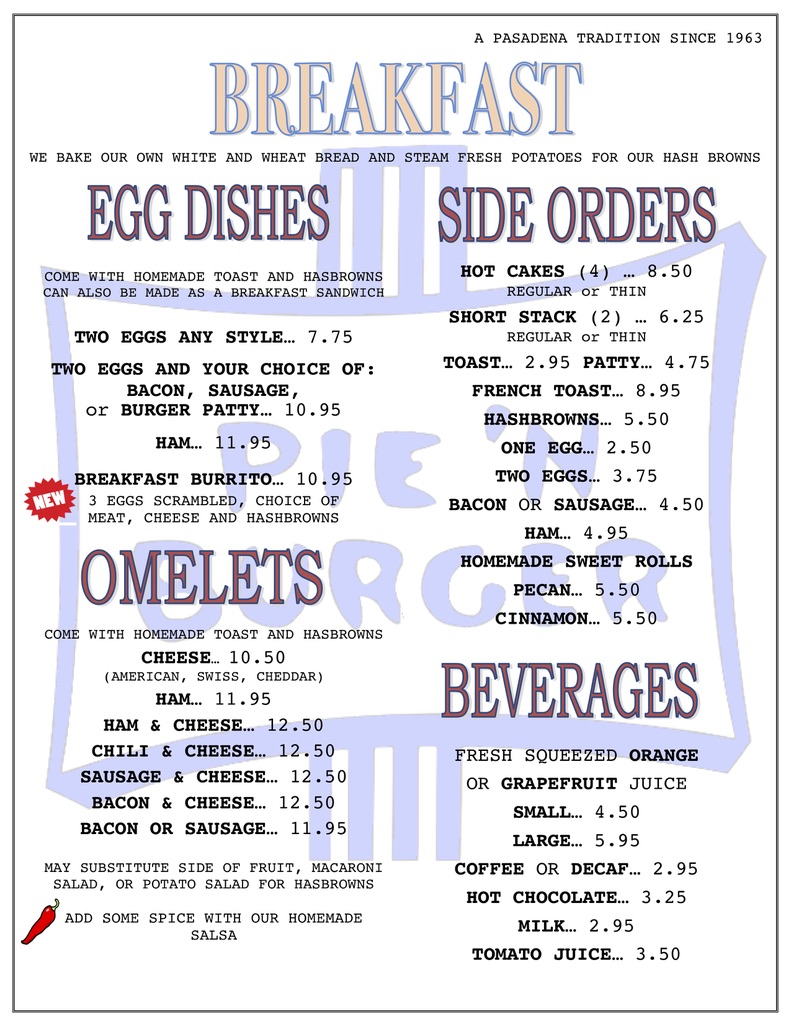 A PASADENA TRADITION SINCE 1963
BREAKFAST
WE BAKE OUR OWN WHITE AND WHEAT BREAD AND STEAM FRESH POTATOES FOR OUR HASH BROWNS
EGG DISHES
COME WITH HOMEMADE TOAST AND HASBROWNS
CAN ALSO BE MADE AS A BREAKFAST SANDWICH
TWO EGGS ANY STYLE… 7.75
TWO EGGS AND YOUR CHOICE OF:
BACON, SAUSAGE,
or BURGER PATTY… 10.95
HAM… 11.95
NEW
BREAKFAST BURRITO… 10.95
3 EGGS SCRAMBLED, CHOICE OF
MEAT, CHEESE AND HASHBROWNS
OMELETS
COME WITH HOMEMADE TOAST AND HASBROWNS
CHEESE… 10.50
(AMERICAN, SWISS, CHEDDAR)
HAM… 11.95
HAM & CHEESE… 12.50
CHILI & CHEESE… 12.50
SAUSAGE & CHEESE… 12.50
BACON & CHEESE… 12.50
BACON OR SAUSAGE… 11.95
MAY SUBSTITUTE SIDE OF FRUIT, MACARONI
SALAD, OR POTATO SALAD FOR HASBROWNS
ADD SOME SPICE WITH OUR HOMEMADE
SALSA
SIDE ORDERS
HOT CAKES (4) … 8.50
REGULAR or THIN
SHORT STACK (2) … 6.25
REGULAR or THIN
TOAST… 2.95 PATTY… 4.75
FRENCH TOAST… 8.95
HASHBROWNS… 5.50
ONE EGG… 2.50
TWO EGGS… 3.75
BACON OR SAUSAGE… 4.50
HAM… 4.95
HOMEMADE SWEET ROLLS
PECAN… 5.50
CINNAMON… 5.50
BEVERAGES
FRESH SQUEEZED ORANGE
OR GRAPEFRUIT JUICE
SMALL… 4.50
LARGE… 5.95
COFFEE OR DECAF… 2.95
HOT CHOCOLATE… 3.25
MILK… 2.95
TOMATO JUICE… 3.50
PIE 'N
BURGER